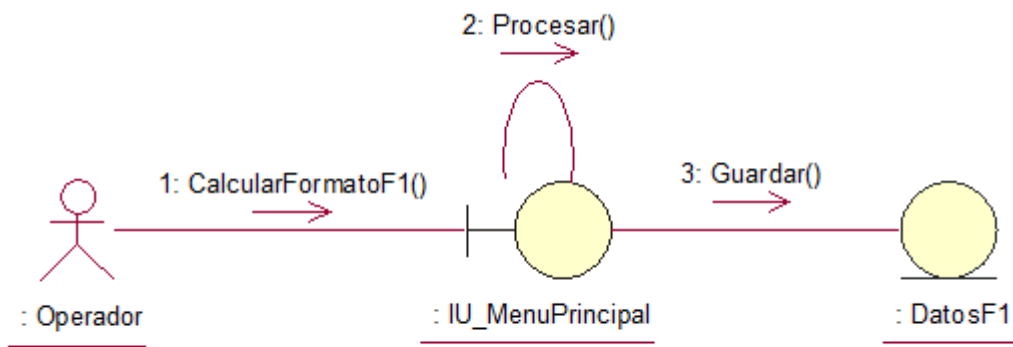 2: Procesar()
1: CalcularFormatoF1()
3: Guardar()
: Operador
: IU_MenuPrincipal
: DatosF1